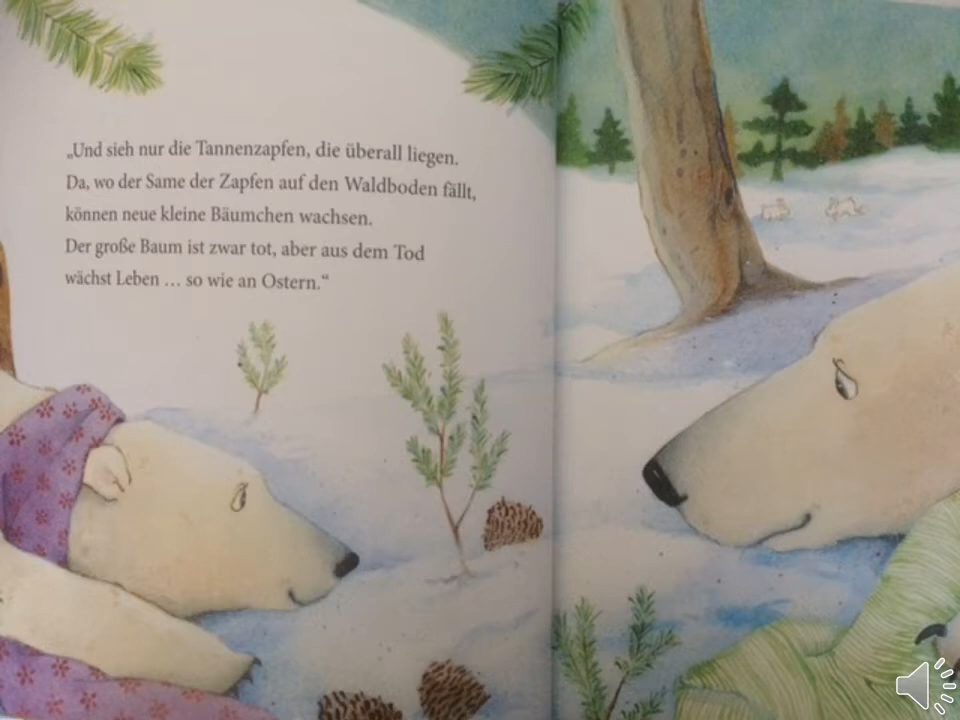 „Und sieh nur die Tannenzapfen, die überall liegen.
Da, wo der Same der Zapfen auf den Waldboden fällt,
können neue kleine Bäumchen wachsen.
Der große Baum ist zwar tot, aber aus dem Tod
wächst Leben … so wie an Ostern.“